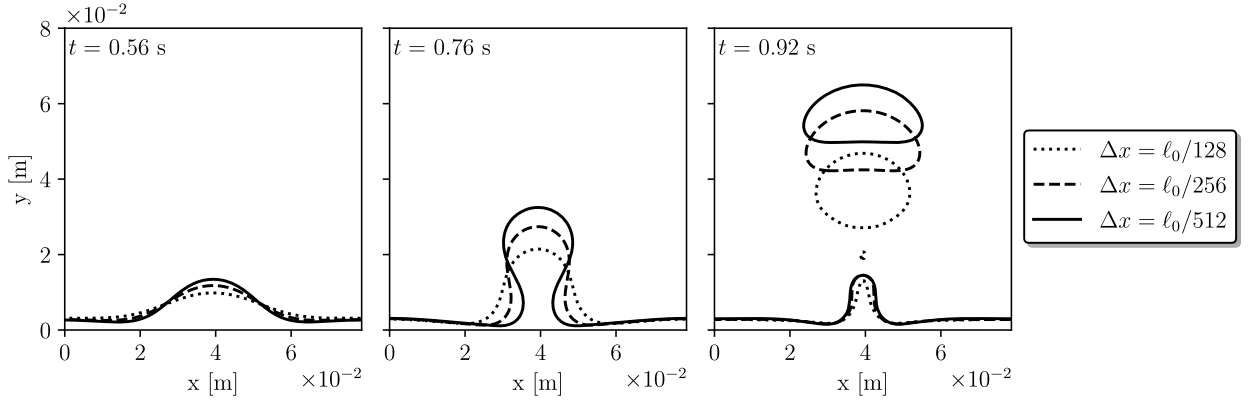 ×10⁻²
t = 0.56 s
t = 0.76 s
t = 0.92 s
8
6
4
2
0
y [m]
0 2 4 6
0 2 4 6
0 2 4 6
×10⁻²
×10⁻²
×10⁻²
x [m]
x [m]
x [m]
Δx = ℓ₀/128
Δx = ℓ₀/256
Δx = ℓ₀/512